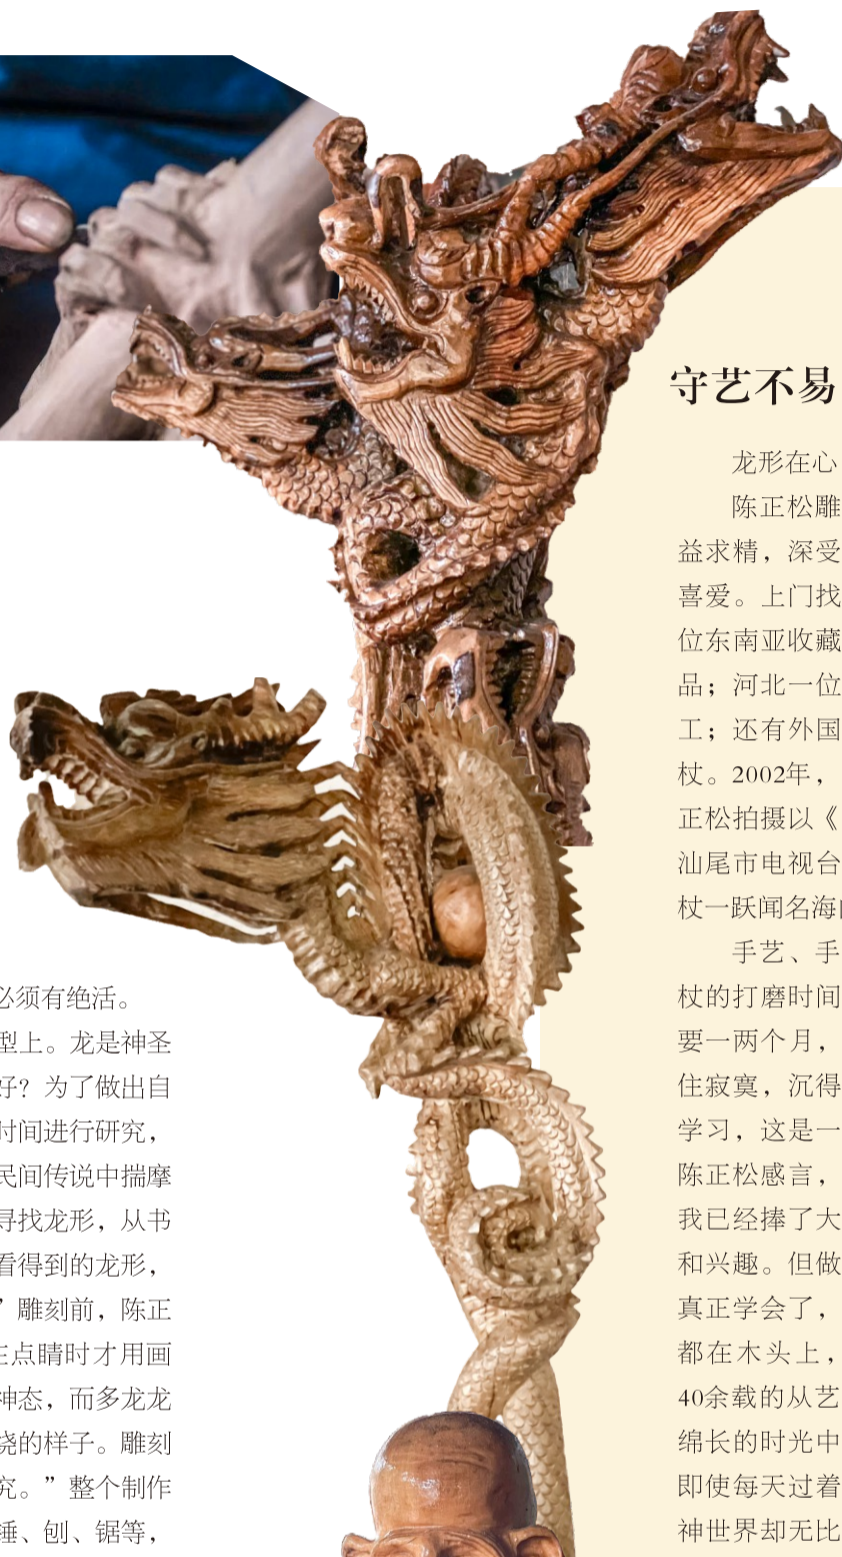 必须有绝活。
型上。龙是神圣
好？为了做出自
时间进行研究，
民间传说中揣摩
寻找龙形，从书
看得到的龙形，
”雕刻前，陈正
在点睛时才用画
神态，而多龙龙
绕的样子。雕刻
究。”整个制作
锤、刨、锯等，
守艺不易
龙形在心
陈正松雕
益求精，深受
喜爱。上门找
位东南亚收藏
品；河北一位
工；还有外国
杖。2002年，
正松拍摄以《
汕尾市电视台
杖一跃闻名海
手艺、手
杖的打磨时间
要一两个月，
住寂寞，沉得
学习，这是一
陈正松感言，
我已经捧了大
和兴趣。但做
真正学会了，
都在木头上，
40余载的从艺
绵长的时光中
即使每天过着
神世界却无比